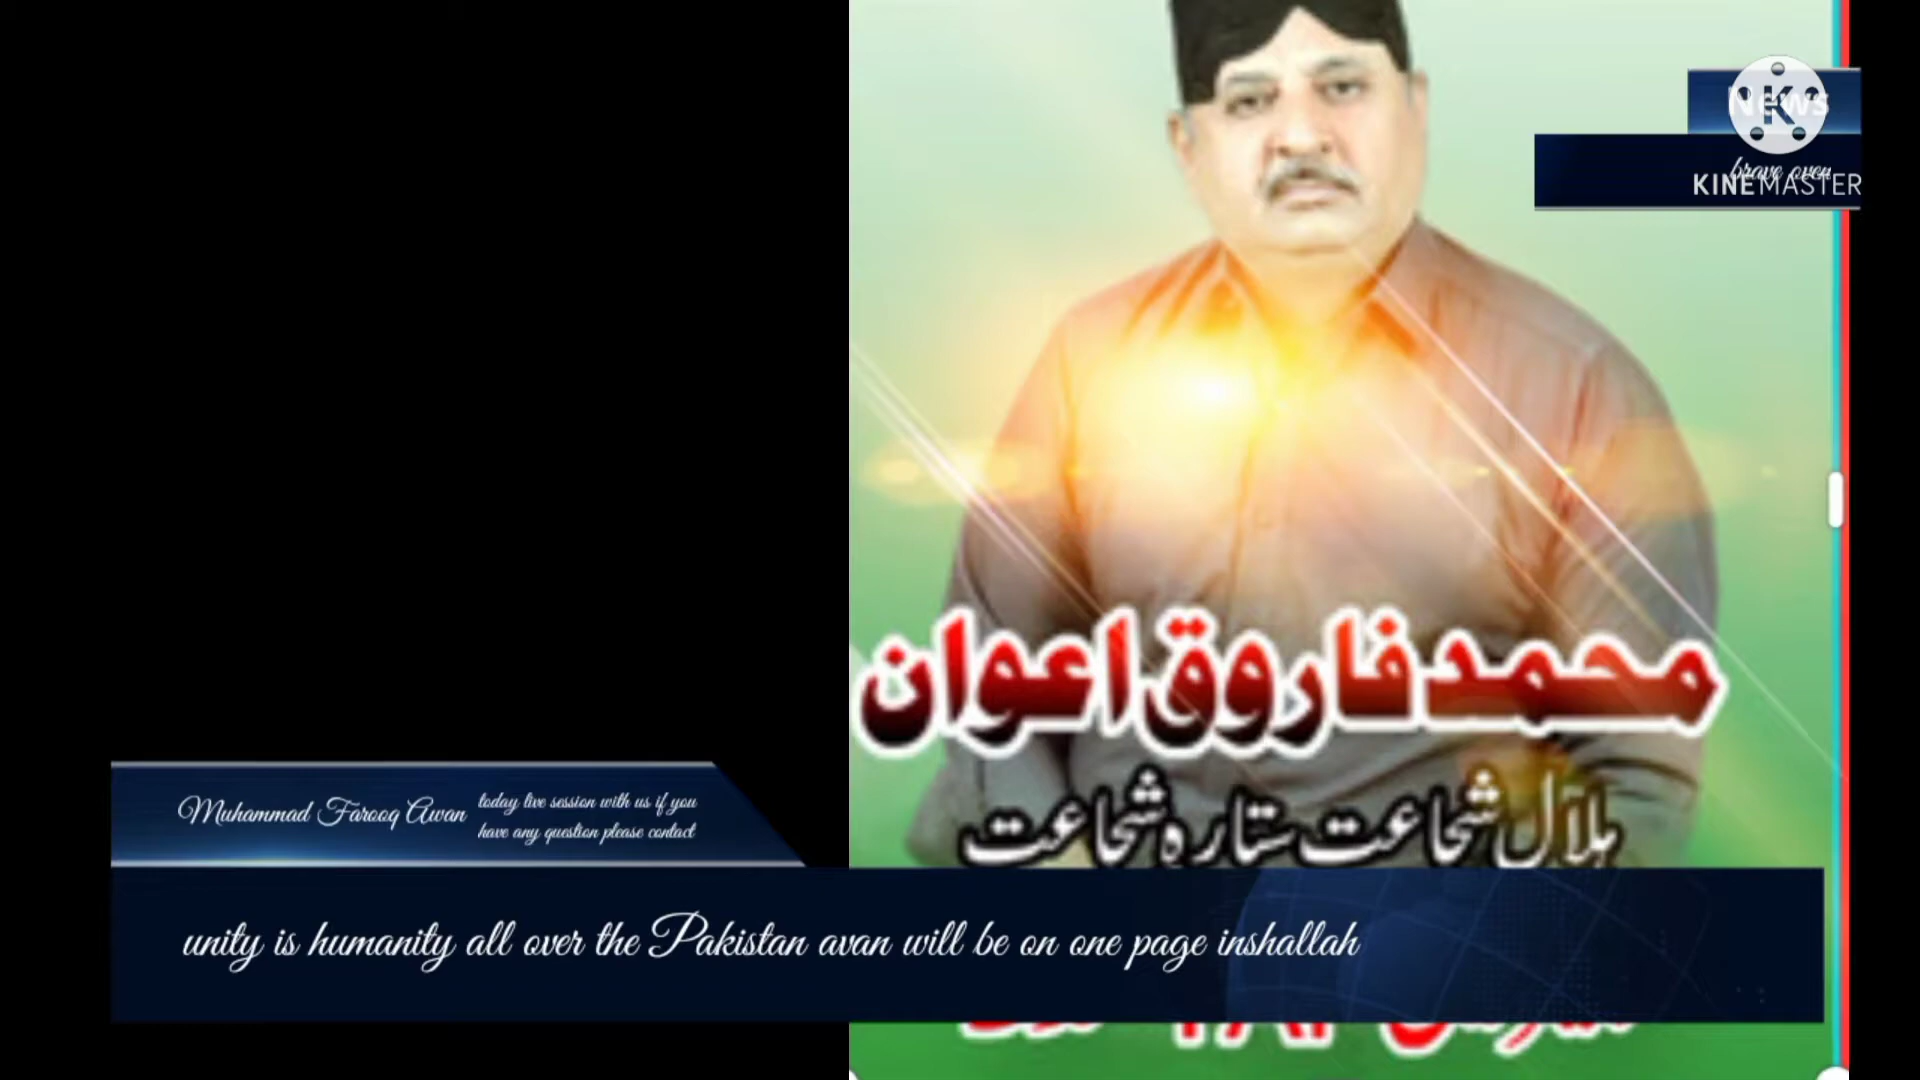 News
brave aven
KINEMASTER
محمد فاروق اعوان
ہلال شجاعت ستارہ شجاعت
Muhammad Farooq Awan
today live session with us if you
have any question please contact
unity is humanity all over the Pakistan avan will be on one page inshallah